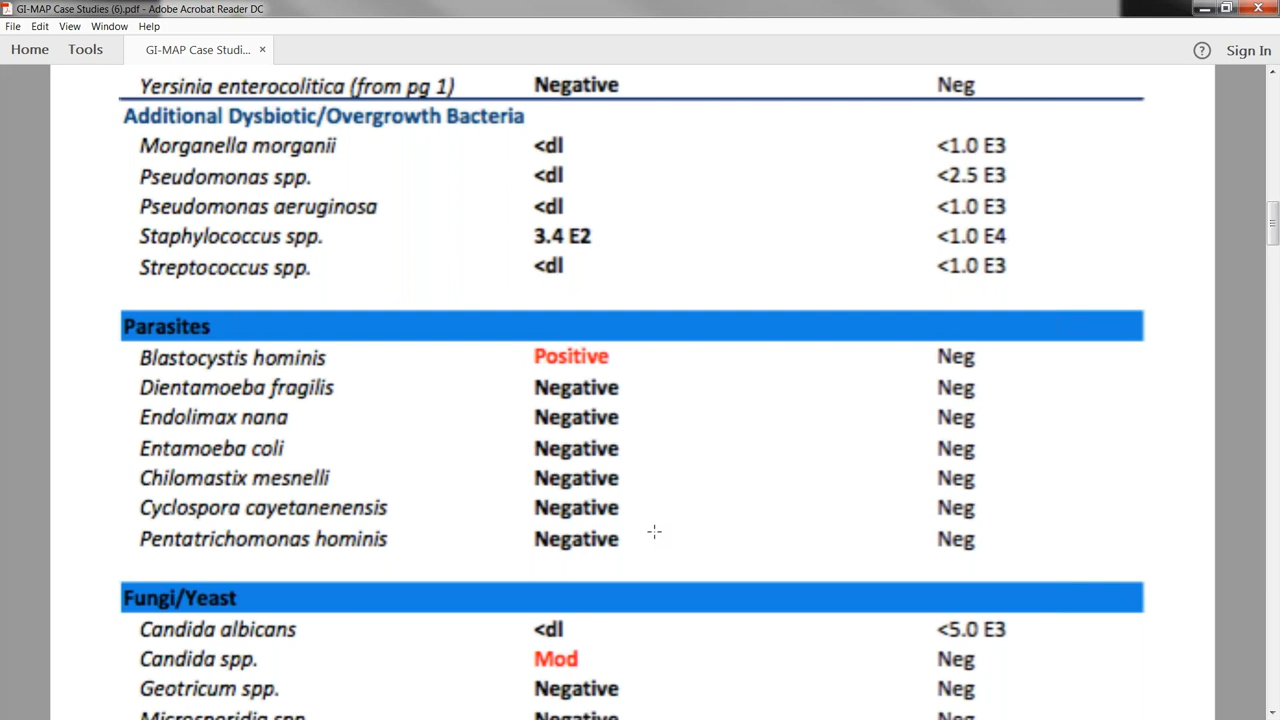 GI-MAP Case Studies (6).pdf - Adobe Acrobat Reader DC
File Edit View Window Help
Home Tools GI-MAP Case Studi... × ? Sign In
Yersinia enterocolitica (from pg 1) Negative Neg
Additional Dysbiotic/Overgrowth Bacteria
Morganella morganii <dl <1.0 E3
Pseudomonas spp. <dl <2.5 E3
Pseudomonas aeruginosa <dl <1.0 E3
Staphylococcus spp. 3.4 E2 <1.0 E4
Streptococcus spp. <dl <1.0 E3
Parasites
Blastocystis hominis Positive Neg
Dientamoeba fragilis Negative Neg
Endolimax nana Negative Neg
Entamoeba coli Negative Neg
Chilomastix mesnelli Negative Neg
Cyclospora cayetanenensis Negative Neg
Pentatrichomonas hominis Negative Neg
Fungi/Yeast
Candida albicans <dl <5.0 E3
Candida spp. Mod Neg
Geotricum spp. Negative Neg
Microsporidia spp. Negative Neg